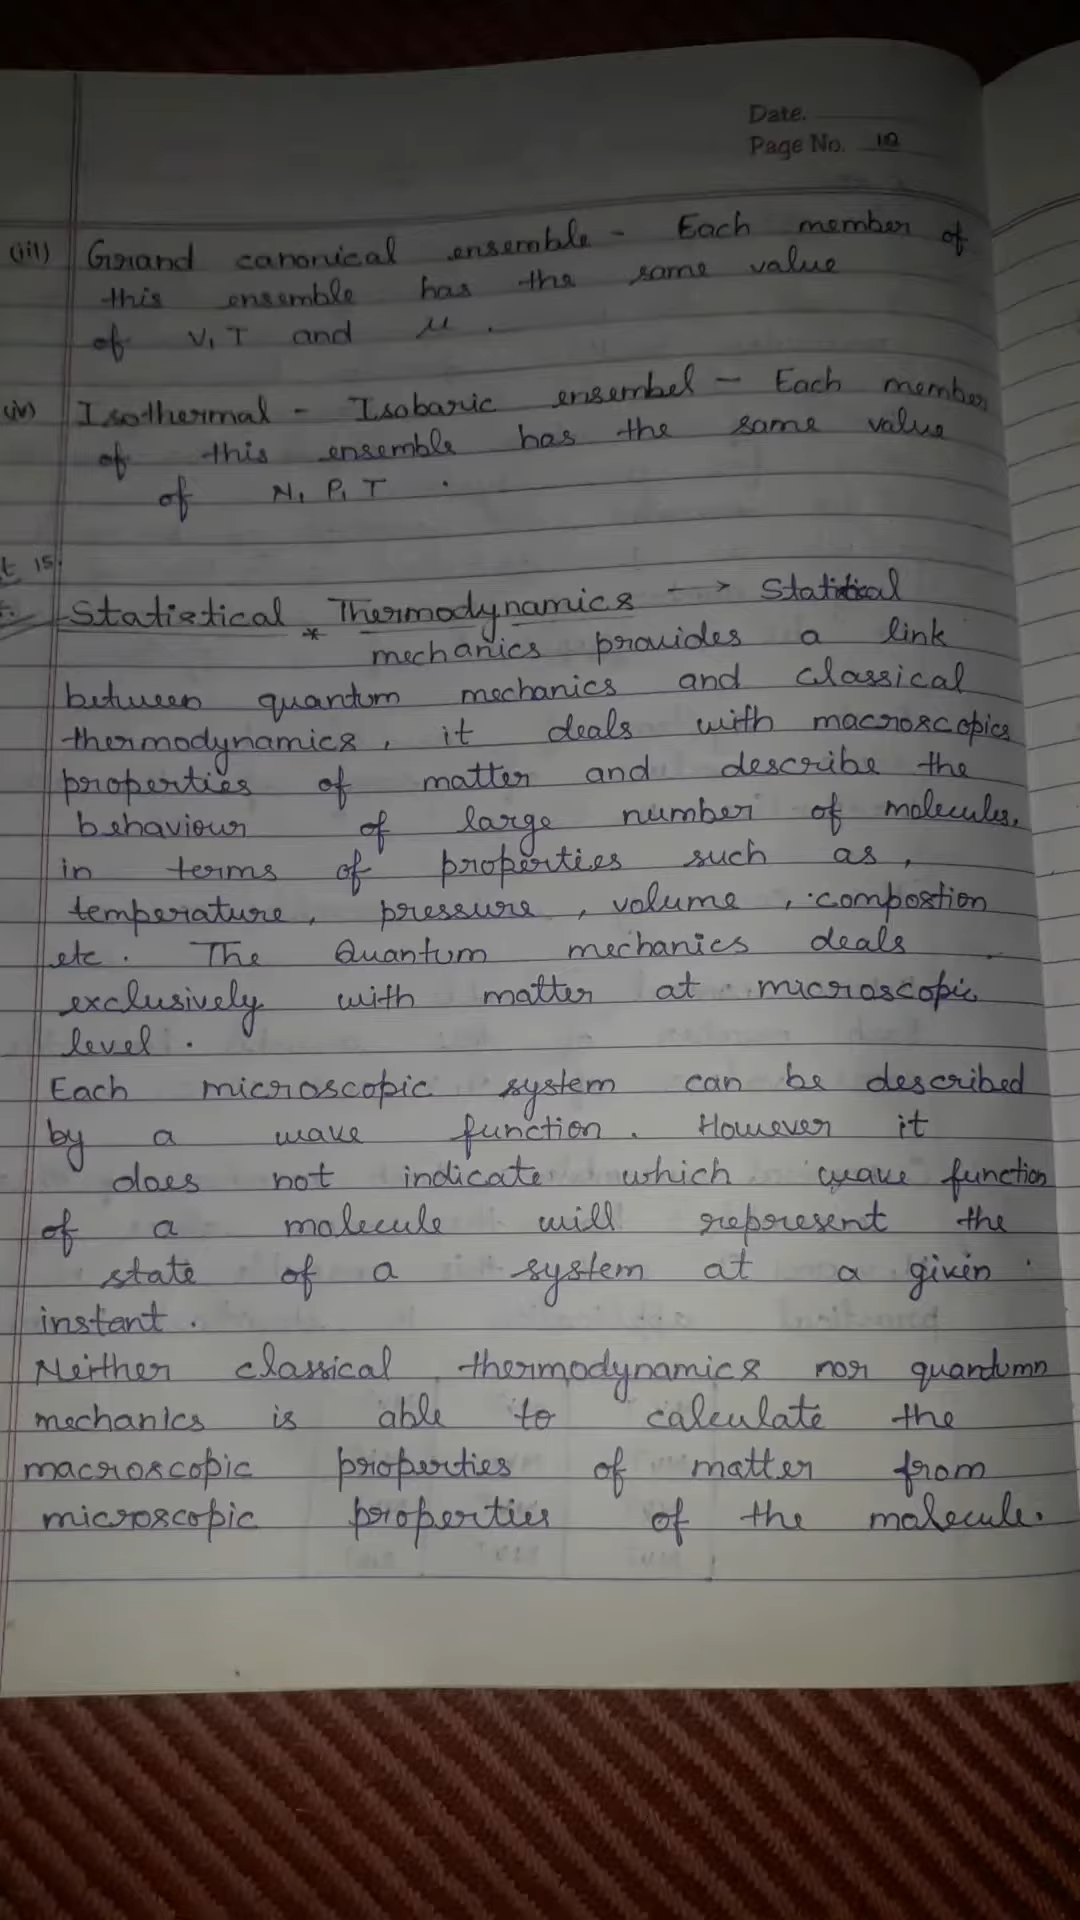 Date.
Page No. 10
(iii) Grand canonical ensemble - Each member of
this ensemble has the same value
of V, T and μ .
(iv) Isothermal - Isobaric ensembel - Each member
of this ensemble has the same value
of N, P, T .
15
Statistical Thermodynamics → Statitical
* mechanics provides a link
between quantum mechanics and classical
thermodynamics, it deals with macroscopics
properties of matter and describe the
behaviour of large number of molecules,
in terms of properties such as,
temperature, pressure, volume, compostion
etc. The Quantum mechanics deals
exclusively with matter at microscopic
level .
Each microscopic system can be described
by a wave function. However it
does not indicate which wave function
of a molecule will represent the
state of a system at a given
instant .
Neither classical thermodynamics nor quandumn
mechanics is able to calculate the
macroscopic properties of matter from
microscopic properties of the molecule.